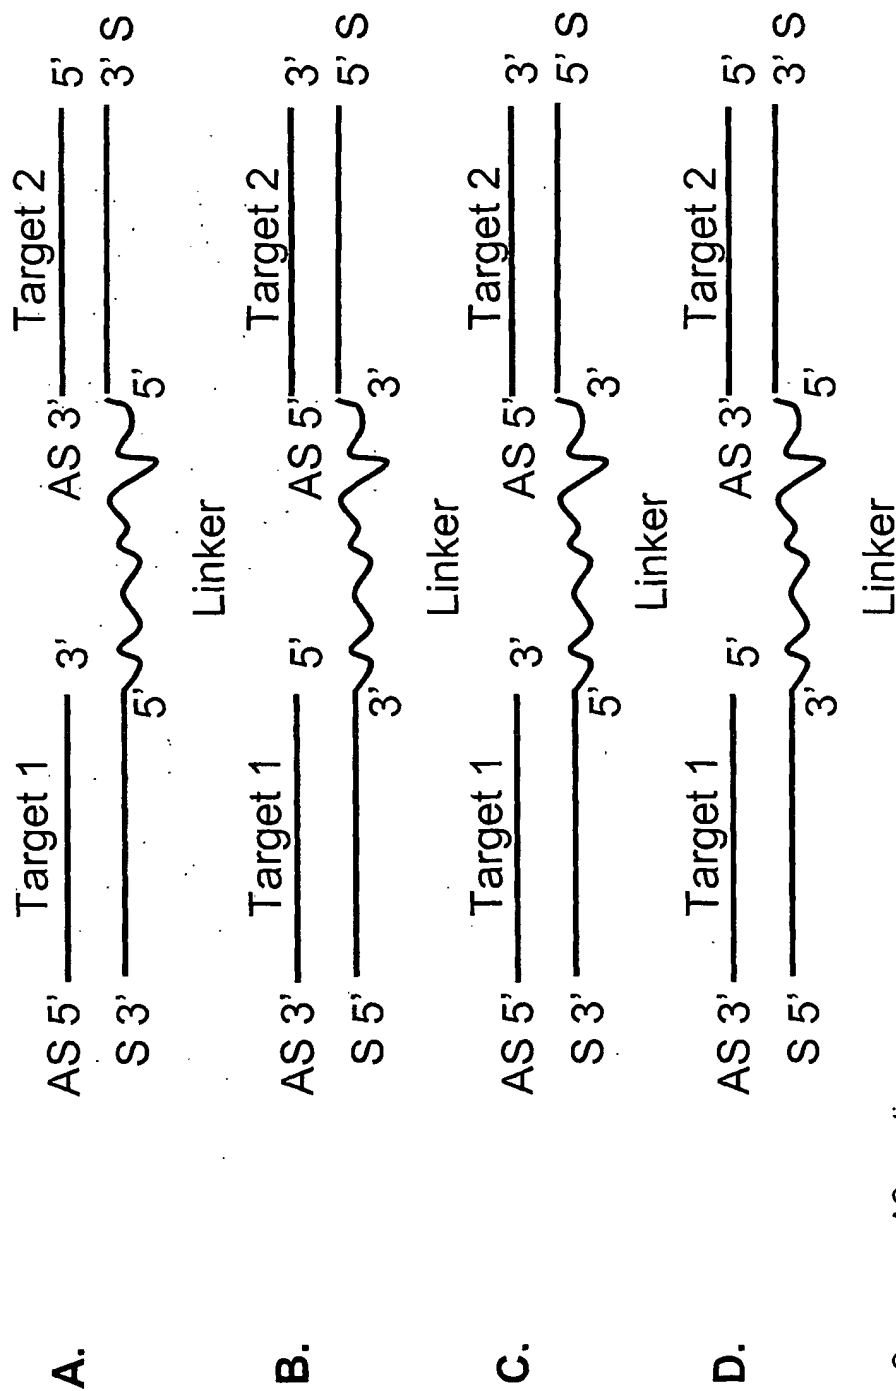 A.
Target 1 Target 2
AS 5' 3' AS 3' 5'
S 3' 5' 5' 3' S
Linker
B.
Target 1 Target 2
AS 3' 5' AS 5' 3'
S 5' 3' 3' 5' S
Linker
C.
Target 1 Target 2
AS 5' 3' AS 5' 3'
S 3' 5' 3' 5' S
Linker
D.
Target 1 Target 2
AS 3' 5' AS 3' 5'
S 5' 3' 5' 3' S
Linker